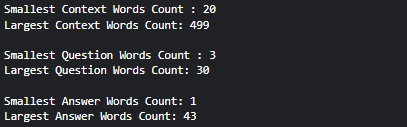 Smallest Context Words Count : 20
Largest Context Words Count: 499
Smallest Question Words Count : 3
Largest Question Words Count: 30
Smallest Answer Words Count: 1
Largest Answer Words Count: 43